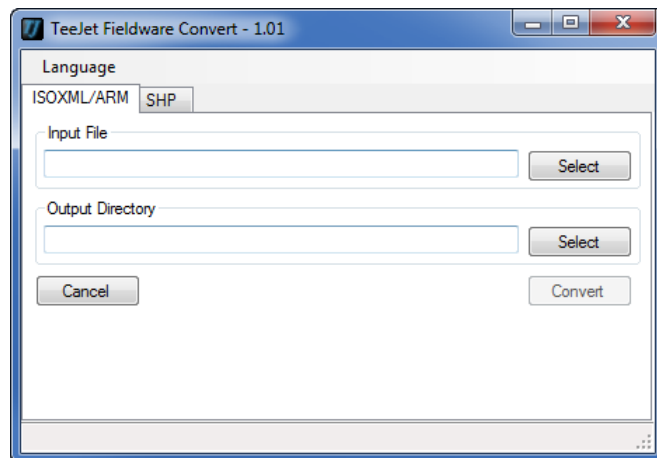 TeeJet Fieldware Convert - 1.01
Language
ISOXML/ARM SHP
Input File
Select
Output Directory
Select
Cancel Convert